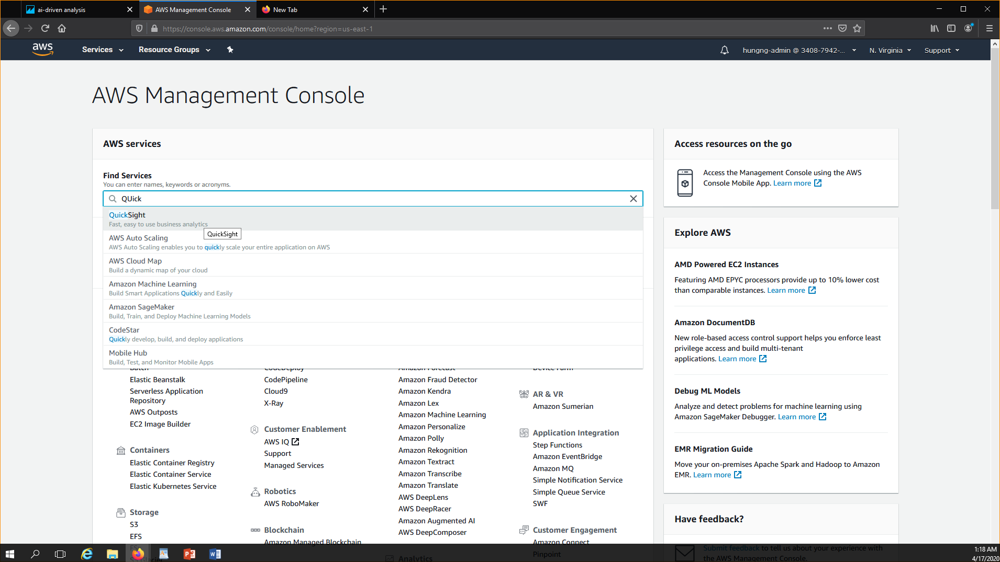 ai-driven analysis
AWS Management Console
New Tab
https://console.aws.amazon.com/console/home?region=us-east-1
aws
Services
Resource Groups
hungng-admin @ 3408-7942-...
N. Virginia
Support
AWS Management Console
AWS services
Find Services
You can enter names, keywords or acronyms.
QUick
QuickSight
Fast, easy to use business analytics
QuickSight
AWS Auto Scaling
AWS Auto Scaling enables you to quickly scale your entire application on AWS
AWS Cloud Map
Build a dynamic map of your cloud
Amazon Machine Learning
Build Smart Applications Quickly and Easily
Amazon SageMaker
Build, Train, and Deploy Machine Learning Models
CodeStar
Quickly develop, build, and deploy applications
Mobile Hub
Build, Test, and Monitor Mobile Apps
Batch
Elastic Beanstalk
Serverless Application
Repository
AWS Outposts
EC2 Image Builder
Containers
Elastic Container Registry
Elastic Container Service
Elastic Kubernetes Service
Storage
S3
EFS
CodeDeploy
CodePipeline
Cloud9
X-Ray
Customer Enablement
AWS IQ
Support
Managed Services
Robotics
AWS RoboMaker
Blockchain
Amazon Managed Blockchain
Amazon Forecast
Amazon Fraud Detector
Amazon Kendra
Amazon Lex
Amazon Machine Learning
Amazon Personalize
Amazon Polly
Amazon Rekognition
Amazon Textract
Amazon Transcribe
Amazon Translate
AWS DeepLens
AWS DeepRacer
Amazon Augmented AI
AWS DeepComposer
Analytics
Device Farm
AR & VR
Amazon Sumerian
Application Integration
Step Functions
Amazon EventBridge
Amazon MQ
Simple Notification Service
Simple Queue Service
SWF
Customer Engagement
Amazon Connect
Pinpoint
Access resources on the go
Access the Management Console using the AWS
Console Mobile App. Learn more
Explore AWS
AMD Powered EC2 Instances
Featuring AMD EPYC processors provide up to 10% lower cost
than comparable instances. Learn more
Amazon DocumentDB
New role-based access control support helps you enforce least
privilege access and build multi-tenant
applications. Learn more
Debug ML Models
Analyze and detect problems for machine learning using
Amazon SageMaker Debugger. Learn more
EMR Migration Guide
Move your on-premises Apache Spark and Hadoop to Amazon
EMR. Learn more
Have feedback?
Submit feedback to tell us about your experience with
the AWS Management Console.
1:18 AM
4/17/2020